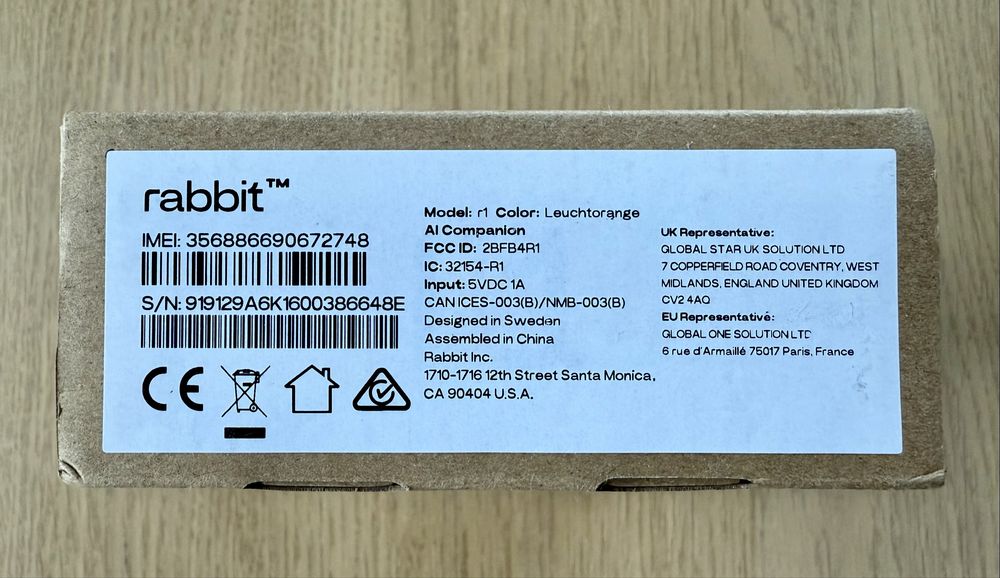 rabbit™
IMEI: 356886690672748
S/N: 919129A6K1600386648E
CE
Model: r1 Color: Leuchtorange
AI Companion
FCC ID: 2BFB4R1
IC: 32154-R1
Input: 5VDC 1A
CAN ICES-003(B)/NMB-003(B)
Designed in Sweden
Assembled in China
Rabbit Inc.
1710-1716 12th Street Santa Monica,
CA 90404 U.S.A.
UK Representative:
GLOBAL STAR UK SOLUTION LTD
7 COPPERFIELD ROAD COVENTRY, WEST
MIDLANDS, ENGLAND UNITED KINGDOM
CV2 4AQ
EU Representative:
GLOBAL ONE SOLUTION LTD
6 rue d'Armaillé 75017 Paris, France